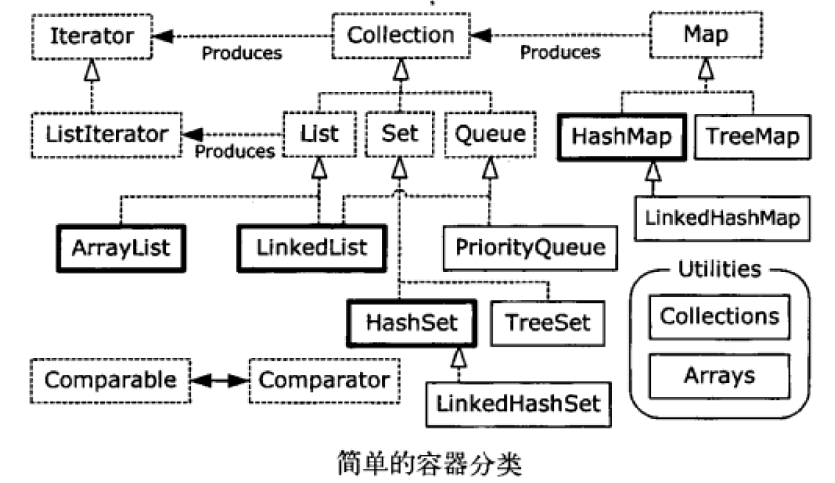 Iterator
Produces
Collection
Produces
Map
ListIterator
Produces
List
Set
Queue
HashMap
TreeMap
LinkedHashMap
ArrayList
LinkedList
PriorityQueue
Utilities
Collections
Arrays
HashSet
TreeSet
Comparable
Comparator
LinkedHashSet
简单的容器分类